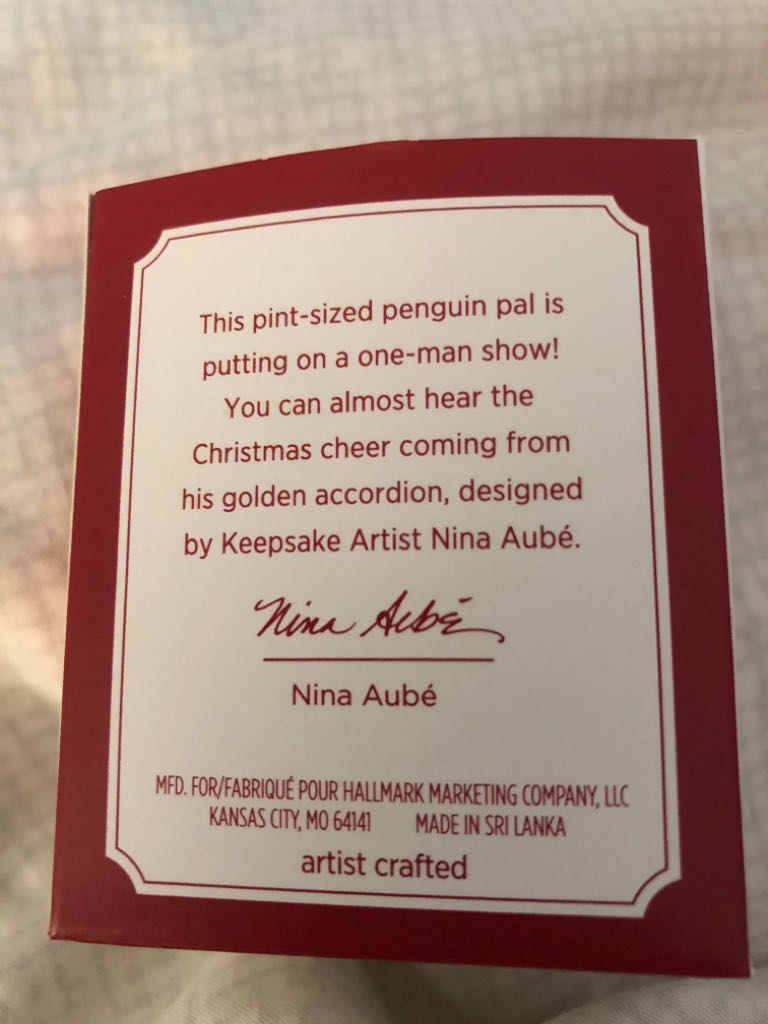 This pint-sized penguin pal is
putting on a one-man show!
You can almost hear the
Christmas cheer coming from
his golden accordion, designed
by Keepsake Artist Nina Aubé.
Nina Aubé
Nina Aubé
MFD. FOR/FABRIQUÉ POUR HALLMARK MARKETING COMPANY, LLC
KANSAS CITY, MO 64141 MADE IN SRI LANKA
artist crafted